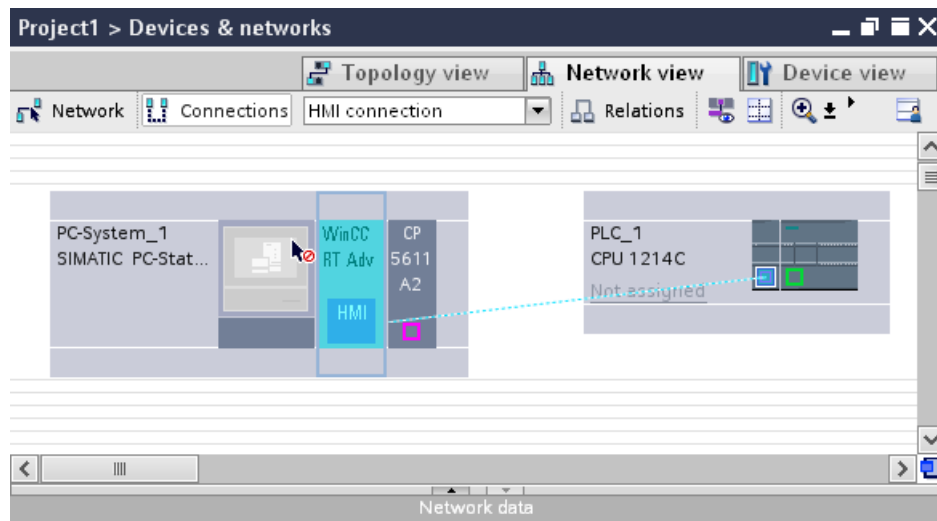 Project1 > Devices & networks
Topology view
Network view
Device view
Network
Connections
HMI connection
Relations
PC-System_1
SIMATIC PC-Stat...
WinCC
RT Adv
HMI
CP
5611
A2
PLC_1
CPU 1214C
Not assigned
Network data